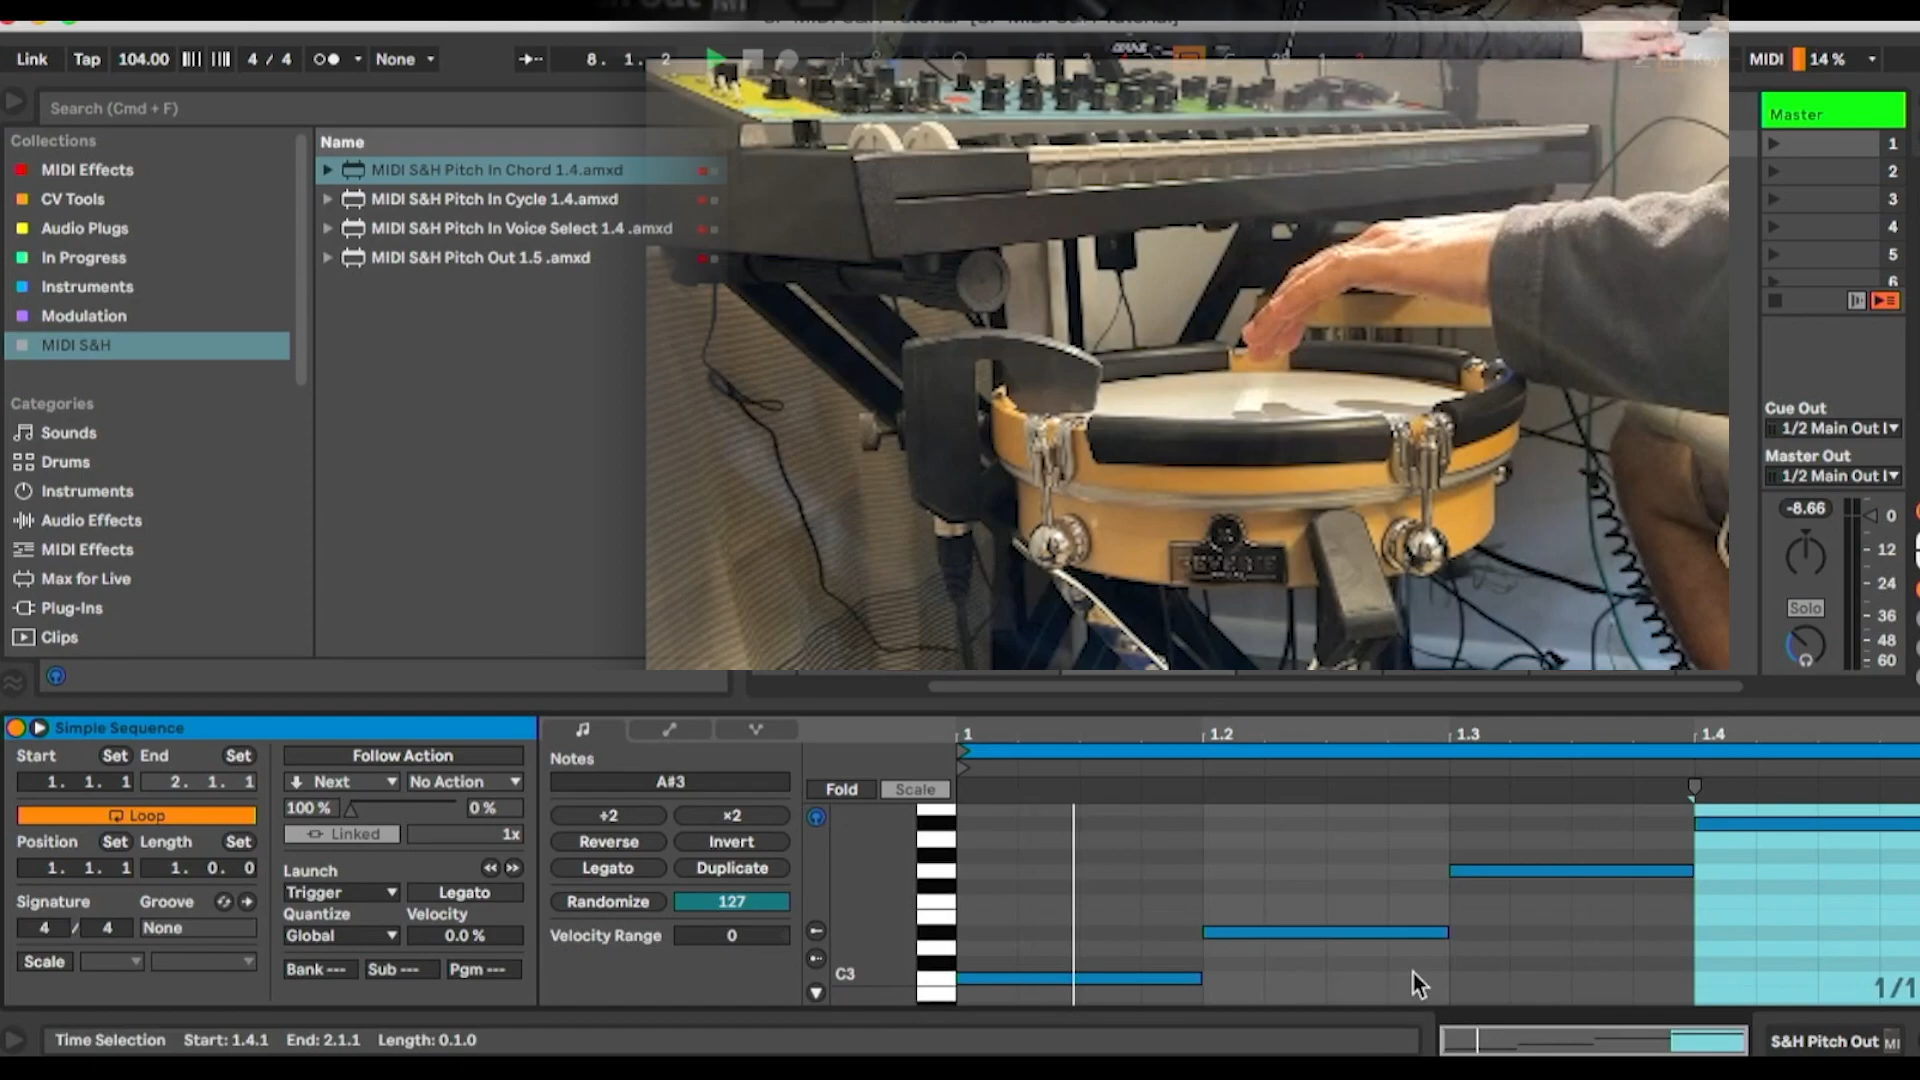 Link Tap 104.00 4 / 4 None 8. 1. 2
MIDI 14 %
Search (Cmd + F)
Collections
MIDI Effects
CV Tools
Audio Plugs
In Progress
Instruments
Modulation
MIDI S&H
Categories
Sounds
Drums
Instruments
Audio Effects
MIDI Effects
Max for Live
Plug-Ins
Clips
Name
MIDI S&H Pitch In Chord 1.4.amxd
MIDI S&H Pitch In Cycle 1.4.amxd
MIDI S&H Pitch In Voice Select 1.4 .amxd
MIDI S&H Pitch Out 1.5 .amxd
Master
1
2
3
4
5
6
Cue Out
1/2 Main Out
Master Out
1/2 Main Out
-8.66
0
12
24
36
48
60
Solo
Simple Sequence
Start Set End Set
1. 1. 1 2. 1. 1
Loop
Position Set Length Set
1. 1. 1 1. 0. 0
Signature Groove
4 / 4 None
Scale
Follow Action
Next No Action
100 % 0 %
Linked 1x
Launch
Trigger Legato
Quantize Velocity
Global 0.0 %
Bank --- Sub --- Pgm ---
Notes
A#3
÷2 ×2
Reverse Invert
Legato Duplicate
Randomize 127
Velocity Range 0
Fold Scale
C3
1 1.2 1.3 1.4
1/1
Time Selection Start: 1.4.1 End: 2.1.1 Length: 0.1.0
S&H Pitch Out